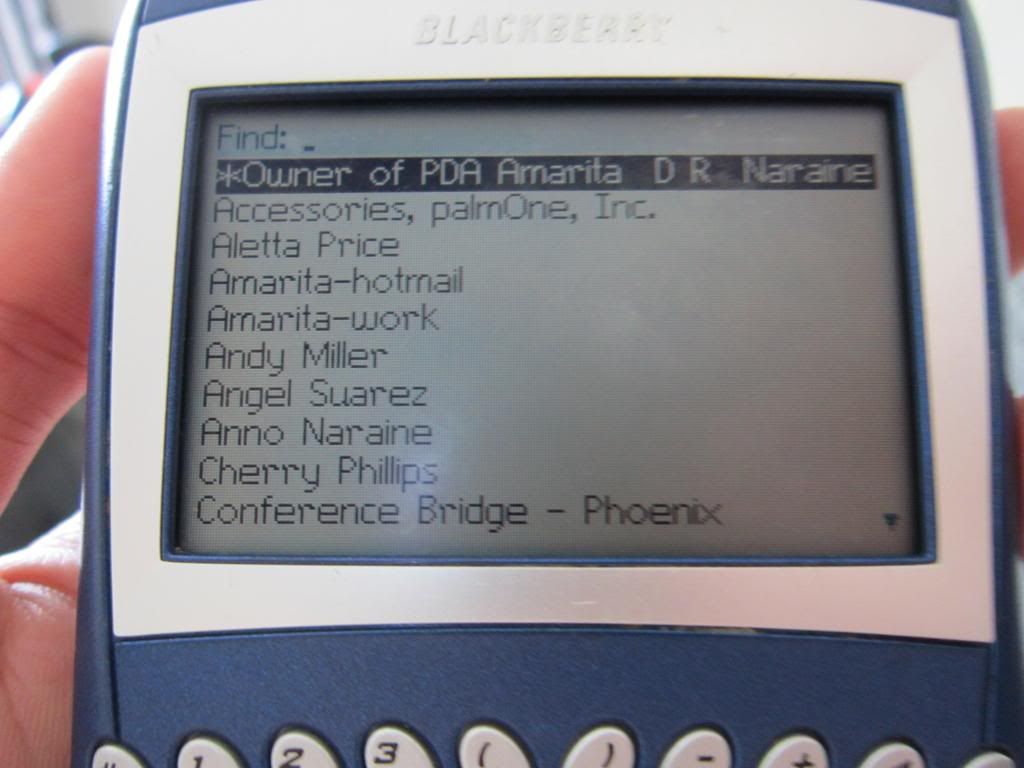 BLACKBERRY
Find: _
*Owner of PDA Amarita D R Naraine
Accessories, palmOne, Inc.
Aletta Price
Amarita-hotmail
Amarita-work
Andy Miller
Angel Suarez
Anno Naraine
Cherry Phillips
Conference Bridge - Phoenix
# 1 2 3 ( ) - +